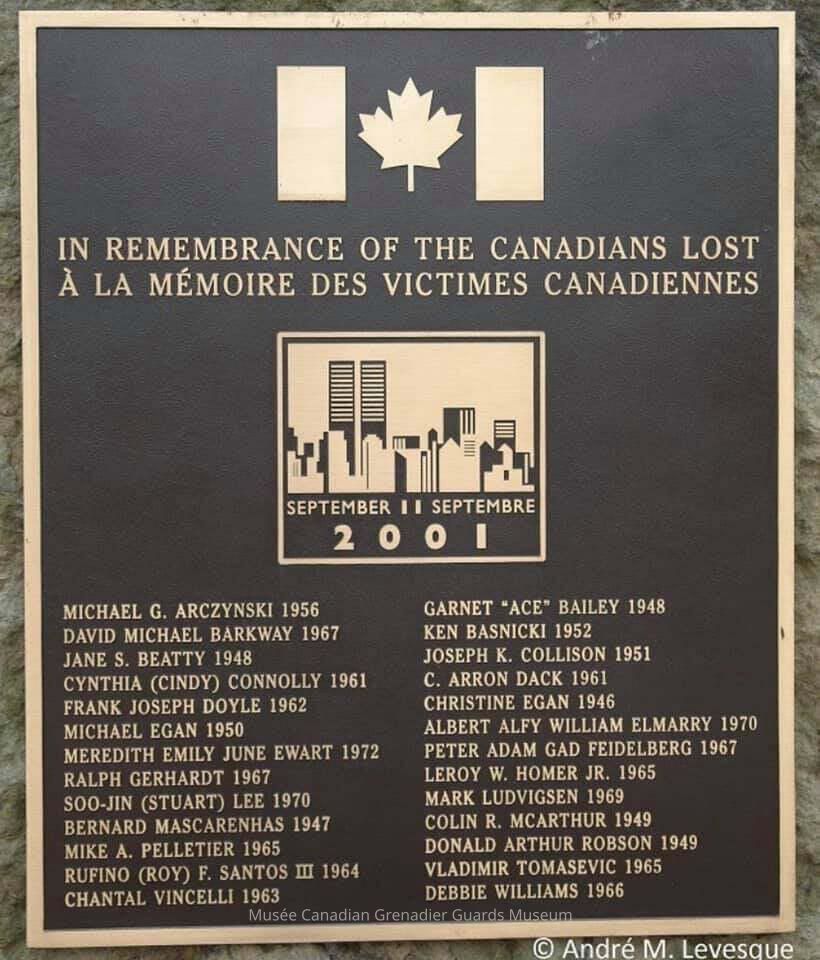 IN REMEMBRANCE OF THE CANADIANS LOST
À LA MÉMOIRE DES VICTIMES CANADIENNES
SEPTEMBER 11 SEPTEMBRE
2001
MICHAEL G. ARCZYNSKI 1956
DAVID MICHAEL BARKWAY 1967
JANE S. BEATTY 1948
CYNTHIA (CINDY) CONNOLLY 1961
FRANK JOSEPH DOYLE 1962
MICHAEL EGAN 1950
MEREDITH EMILY JUNE EWART 1972
RALPH GERHARDT 1967
SOO-JIN (STUART) LEE 1970
BERNARD MASCARENHAS 1947
MIKE A. PELLETIER 1965
RUFINO (ROY) F. SANTOS III 1964
CHANTAL VINCELLI 1963
GARNET "ACE" BAILEY 1948
KEN BASNICKI 1952
JOSEPH K. COLLISON 1951
C. ARRON DACK 1961
CHRISTINE EGAN 1946
ALBERT ALFY WILLIAM ELMARRY 1970
PETER ADAM GAD FEIDELBERG 1967
LEROY W. HOMER JR. 1965
MARK LUDVIGSEN 1969
COLIN R. MCARTHUR 1949
DONALD ARTHUR ROBSON 1949
VLADIMIR TOMASEVIC 1965
DEBBIE WILLIAMS 1966
Musée Canadian Grenadier Guards Museum
© André M. Levesque